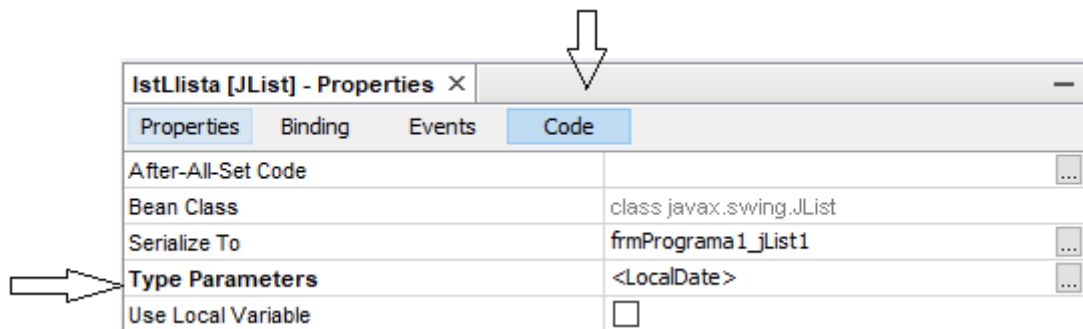 lstLlista [JList] - Properties ×
Properties Binding Events Code
After-All-Set Code ...
Bean Class class javax.swing.JList
Serialize To frmPrograma1_jList1 ...
Type Parameters <LocalDate> ...
Use Local Variable